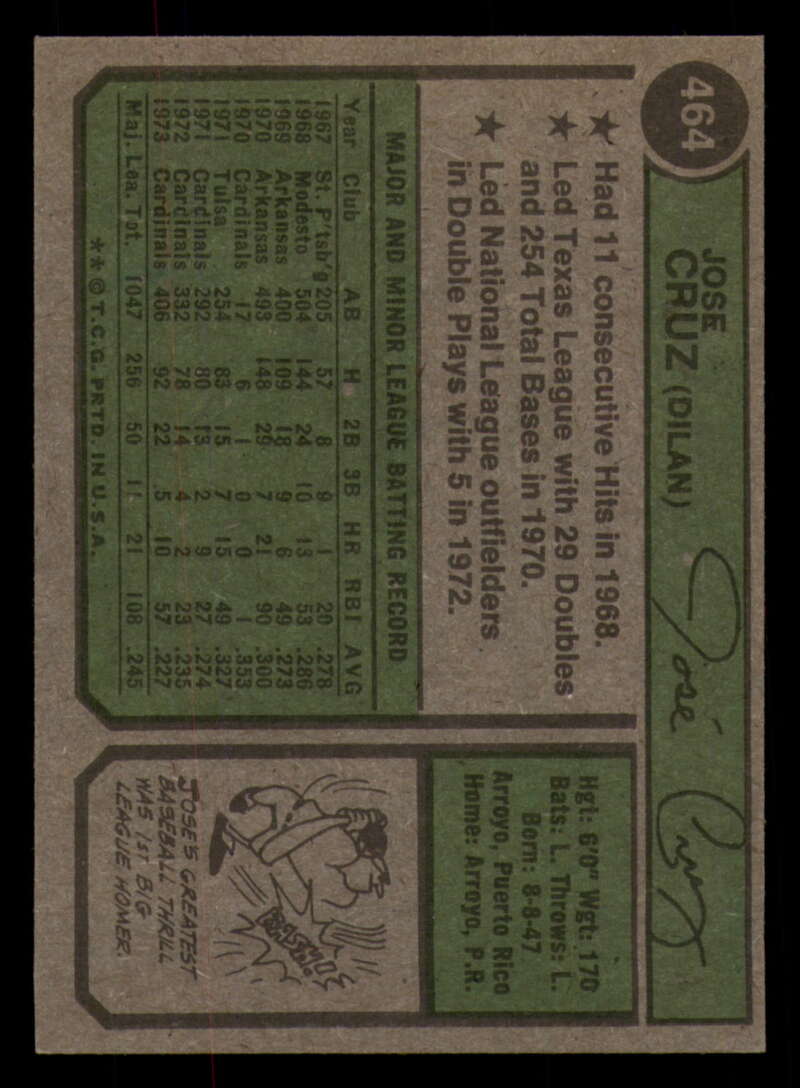 464
JOSE
CRUZ (DILAN)
José Cruz
★ Had 11 consecutive Hits in 1968.
★ Led Texas League with 29 Doubles
and 254 Total Bases in 1970.
★ Led National League outfielders
in Double Plays with 5 in 1972.
Hgt: 6'0" Wgt: 170
Bats: L. Throws: L.
Born: 8-8-47
Arroyo, Puerto Rico
Home: Arroyo, P.R.
MAJOR AND MINOR LEAGUE BATTING RECORD
Year Club AB H 2B 3B HR RBI AVG
1967 St. P'tsb'g 205 57 8 8 1 20 .278
1968 Modesto 504 144 24 10 13 53 .286
1969 Arkansas 400 109 18 9 6 49 .273
1970 Arkansas 493 148 29 7 21 90 .300
1970 Cardinals 17 6 1 0 0 1 .353
1971 Tulsa 254 83 15 7 15 49 .327
1971 Cardinals 292 80 13 2 9 27 .274
1972 Cardinals 332 78 14 4 2 23 .235
1973 Cardinals 406 92 22 5 10 57 .227
Maj. Lea. Tot. 1047 256 50 11 21 108 .245
**©T.C.G. PRTD. IN U.S.A.
JOSE'S GREATEST
BASEBALL THRILL
WAS 1ST BIG
LEAGUE HOMER.